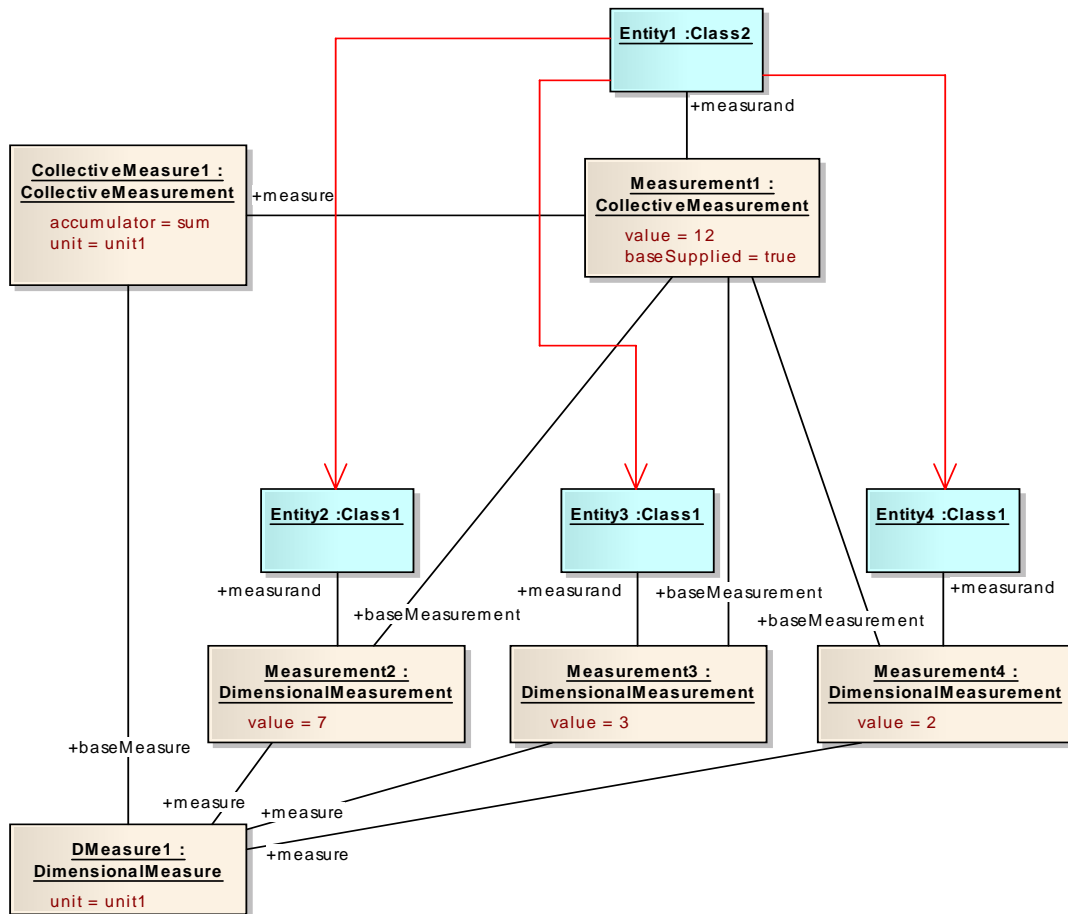 Entity1 :Class2
+measurand
CollectiveMeasure1 :
CollectiveMeasurement
accumulator = sum
unit = unit1
+measure
Measurement1 :
CollectiveMeasurement
value = 12
baseSupplied = true
Entity2 :Class1
Entity3 :Class1
Entity4 :Class1
+measurand
+measurand
+measurand
+baseMeasurement
+baseMeasurement
+baseMeasurement
Measurement2 :
DimensionalMeasurement
value = 7
Measurement3 :
DimensionalMeasurement
value = 3
Measurement4 :
DimensionalMeasurement
value = 2
+baseMeasure
+measure
+measure
+measure
DMeasure1 :
DimensionalMeasure
unit = unit1